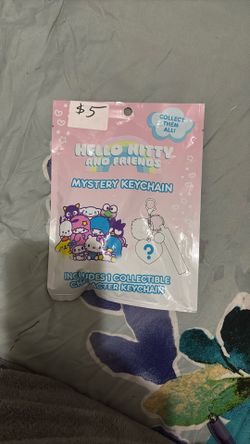 $5
COLLECT
THEM
ALL!
HELLO KITTY
AND FRIENDS
MYSTERY KEYCHAIN
?
INCLUDES 1 COLLECTIBLE
CHARACTER KEYCHAIN